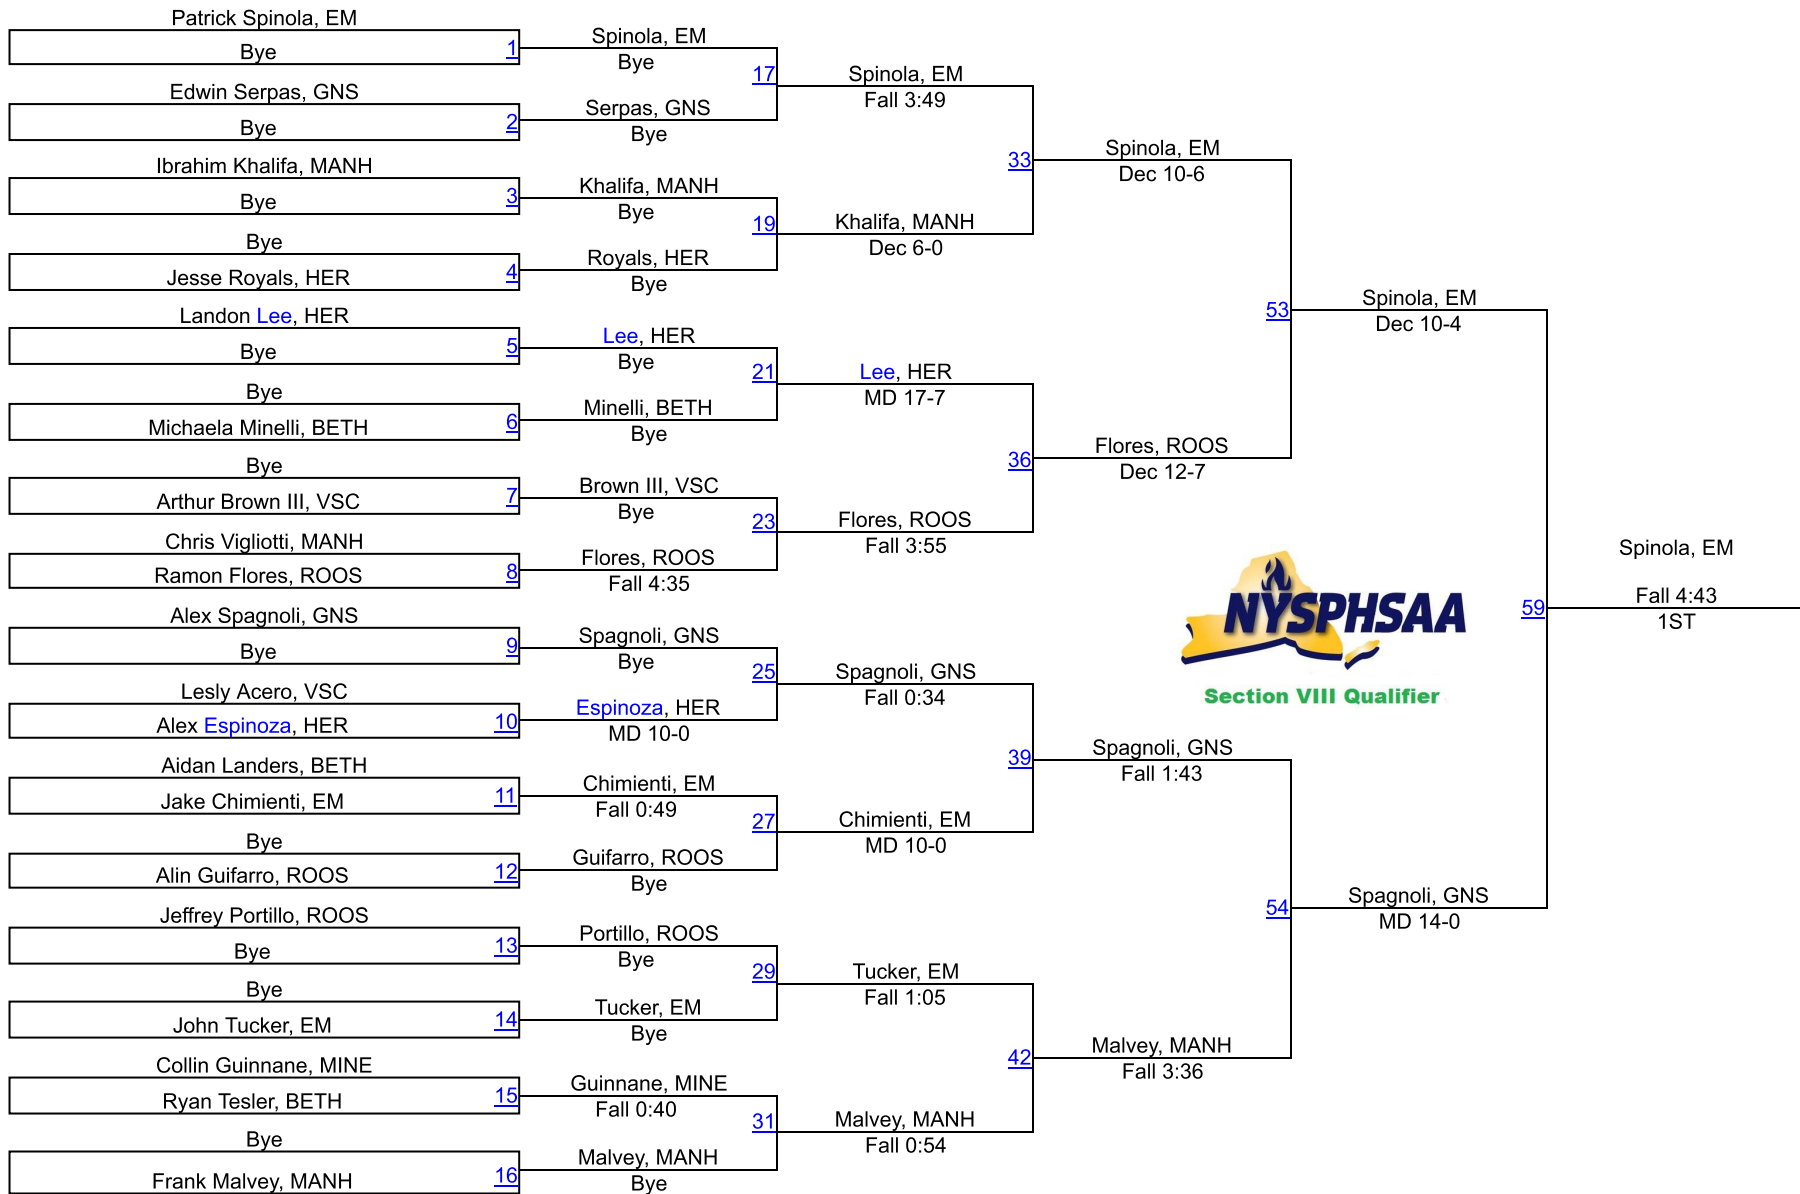 Patrick Spinola, EM
Bye
1
Edwin Serpas, GNS
Bye
2
Ibrahim Khalifa, MANH
Bye
3
Bye
Jesse Royals, HER
4
Landon Lee, HER
Bye
5
Bye
Michaela Minelli, BETH
6
Bye
Arthur Brown III, VSC
7
Chris Vigliotti, MANH
Ramon Flores, ROOS
8
Alex Spagnoli, GNS
Bye
9
Lesly Acero, VSC
Alex Espinoza, HER
10
Aidan Landers, BETH
Jake Chimienti, EM
11
Bye
Alin Guifarro, ROOS
12
Jeffrey Portillo, ROOS
Bye
13
Bye
John Tucker, EM
14
Collin Guinnane, MINE
Ryan Tesler, BETH
15
Bye
Frank Malvey, MANH
16
Spinola, EM
Bye
17
Serpas, GNS
Bye
Khalifa, MANH
Bye
19
Royals, HER
Bye
Lee, HER
Bye
21
Minelli, BETH
Bye
Brown III, VSC
Bye
23
Flores, ROOS
Fall 4:35
Spagnoli, GNS
Bye
25
Espinoza, HER
MD 10-0
Chimienti, EM
Fall 0:49
27
Guifarro, ROOS
Bye
Portillo, ROOS
Bye
29
Tucker, EM
Bye
Guinnane, MINE
Fall 0:40
31
Malvey, MANH
Bye
Spinola, EM
Fall 3:49
33
Khalifa, MANH
Dec 6-0
Lee, HER
MD 17-7
36
Flores, ROOS
Fall 3:55
Spagnoli, GNS
Fall 0:34
39
Chimienti, EM
MD 10-0
Tucker, EM
Fall 1:05
42
Malvey, MANH
Fall 0:54
Spinola, EM
Dec 10-6
53
Flores, ROOS
Dec 12-7
NYSPHSAA
Section VIII Qualifier
Spagnoli, GNS
Fall 1:43
54
Malvey, MANH
Fall 3:36
Spinola, EM
Dec 10-4
59
Spagnoli, GNS
MD 14-0
Spinola, EM
Fall 4:43
1ST